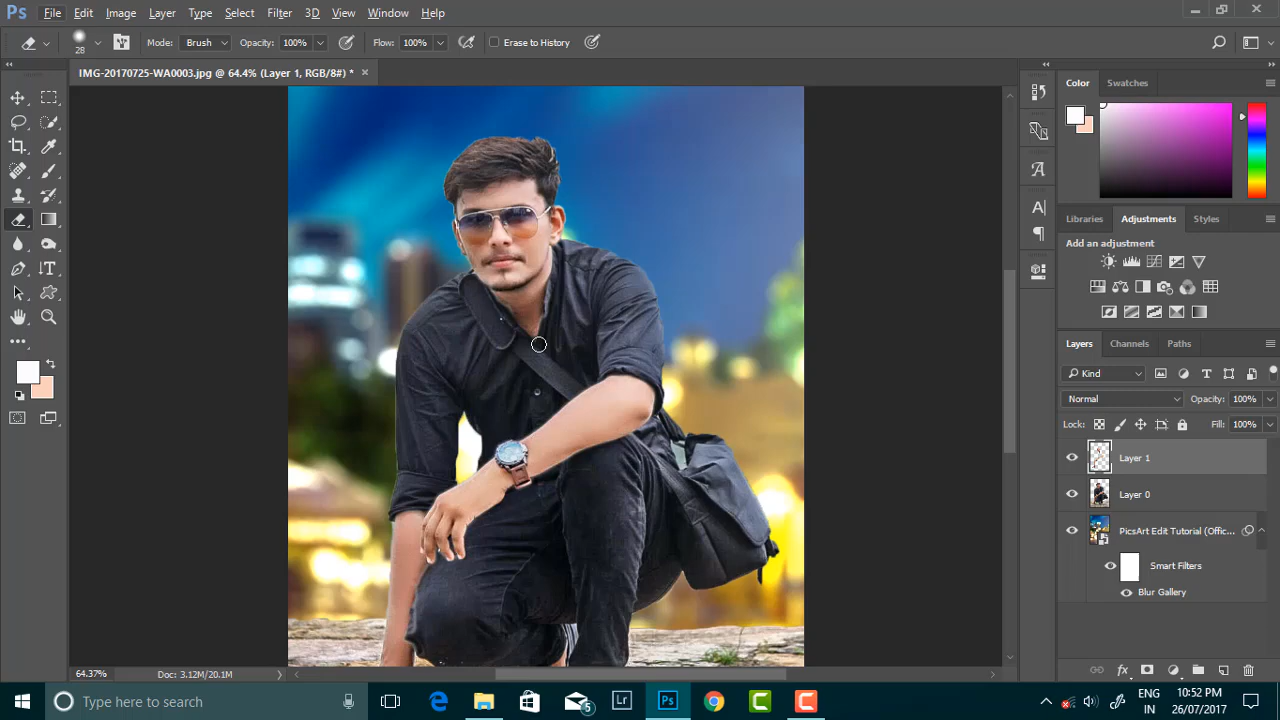 Ps File Edit Image Layer Type Select Filter 3D View Window Help
28 Mode: Brush Opacity: 100% Flow: 100% Erase to History
IMG-20170725-WA0003.jpg @ 64.4% (Layer 1, RGB/8#) *
Color Swatches
Libraries Adjustments Styles
Add an adjustment
Layers Channels Paths
Kind
Normal Opacity: 100%
Lock: Fill: 100%
Layer 1
Layer 0
PicsArt Edit Tutorial (Offic...
Smart Filters
Blur Gallery
64.37% Doc: 3.12M/20.1M
Type here to search
5
Lr
Ps
ENG
IN
10:52 PM
26/07/2017